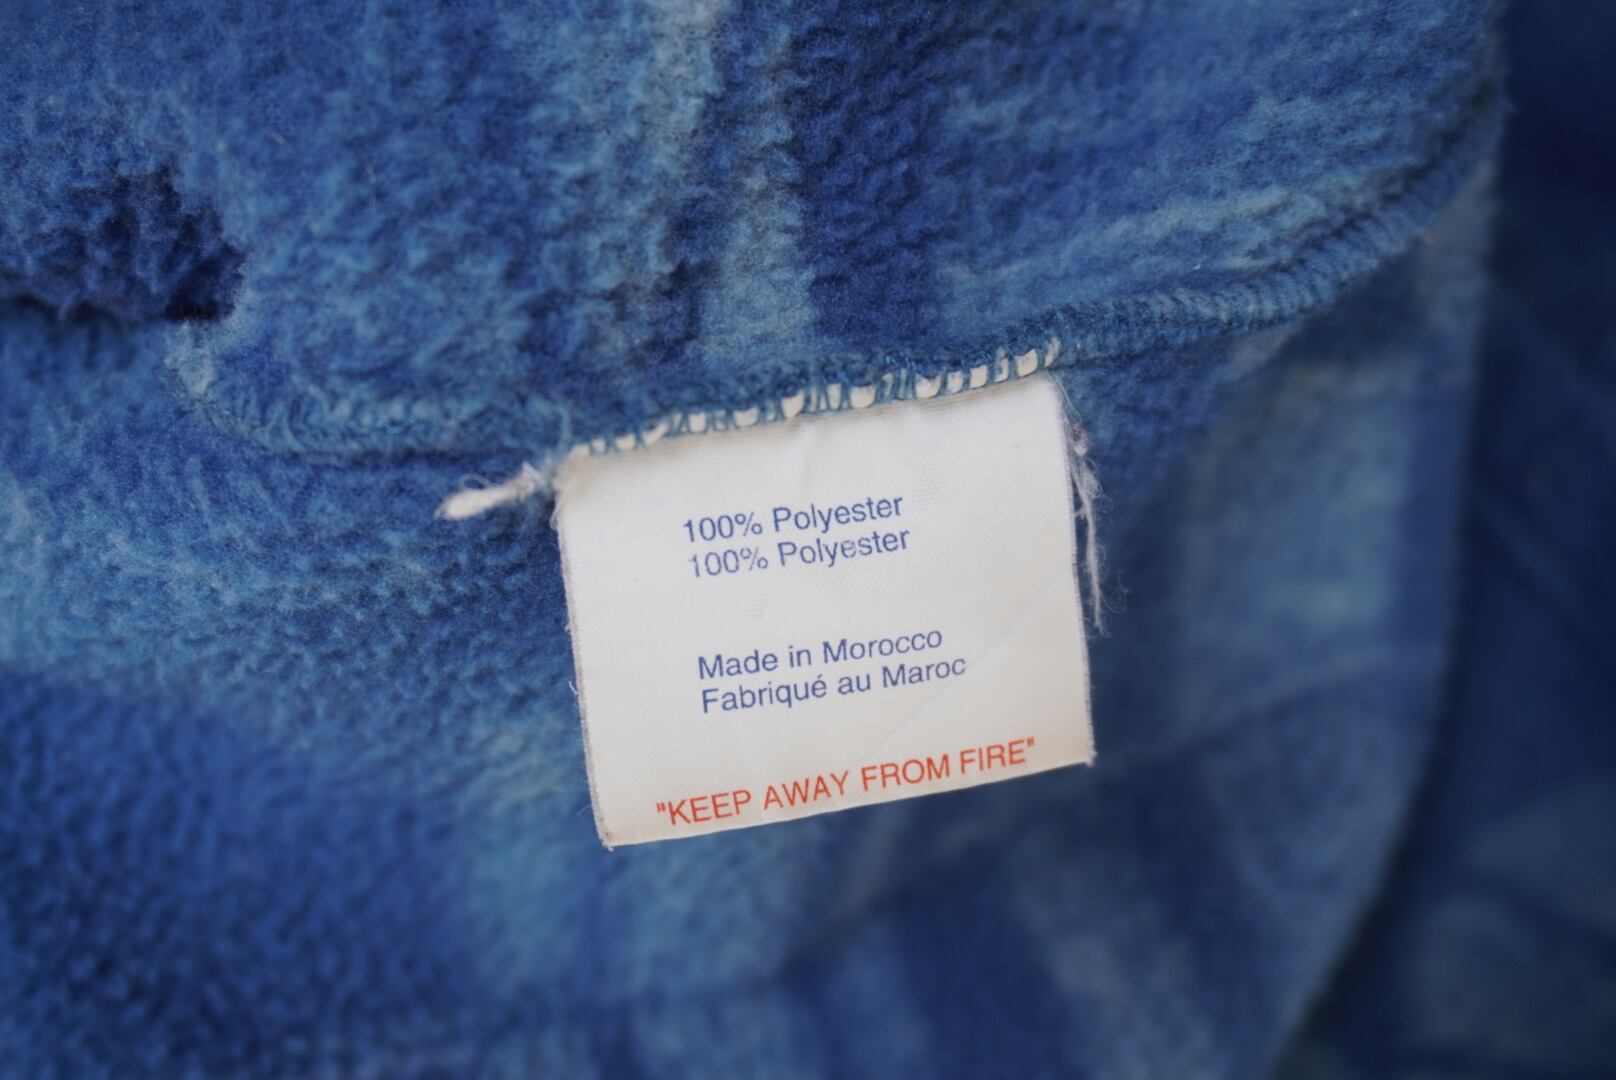 100% Polyester
100% Polyester
Made in Morocco
Fabriqué au Maroc
"KEEP AWAY FROM FIRE"